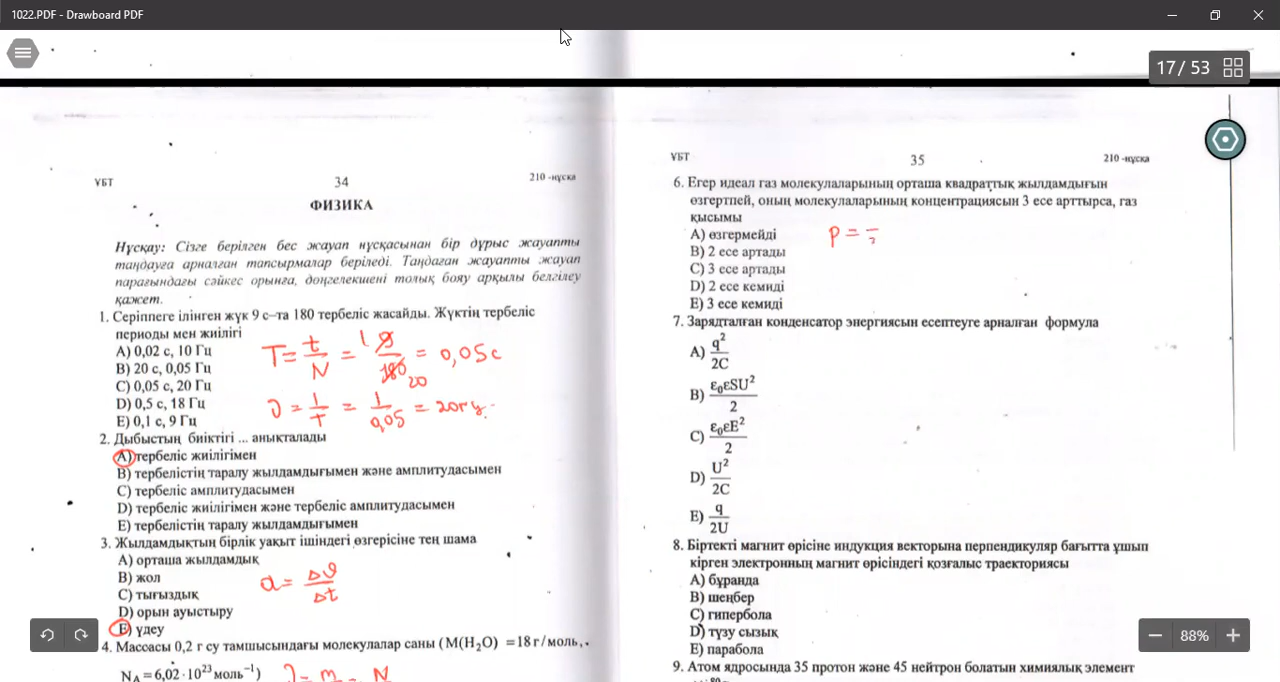 1022.PDF - Drawboard PDF
17 / 53
ҰБТ
34
210 -нұсқа
ФИЗИКА
Нұсқау: Сізге берілген бес жауап нұсқасынан бір дұрыс жауапты
таңдауға арналған тапсырмалар беріледі. Таңдаған жауапты жауап
парағындағы сәйкес орынға, дөңгелекшені толық бояу арқылы белгілеу
қажет.
1. Серіппеге ілінген жүк 9 с–та 180 тербеліс жасайды. Жүктің тербеліс
периоды мен жиілігі
A) 0,02 с, 10 Гц
B) 20 с, 0,05 Гц
C) 0,05 с, 20 Гц
D) 0,5 с, 18 Гц
E) 0,1 с, 9 Гц
T = t/N = 1 9/180 20 = 0,05 c
ν = 1/T = 1/0,05 = 20 Гц.
2. Дыбыстың биіктігі ... анықталады
A) тербеліс жиілігімен
B) тербелістің таралу жылдамдығымен және амплитудасымен
C) тербеліс амплитудасымен
D) тербеліс жиілігімен және тербеліс амплитудасымен
E) тербелістің таралу жылдамдығымен
3. Жылдамдықтың бірлік уақыт ішіндегі өзгерісіне тең шама
A) орташа жылдамдық
B) жол
C) тығыздық
D) орын ауыстыру
E) үдеу
a = Δϑ/Δt
4. Массасы 0,2 г су тамшысындағы молекулалар саны (M(H₂O) =18 г/моль,
N_A = 6,02 · 10²³ моль⁻¹)
ν = m = N
ҰБТ
35
210 -нұсқа
6. Егер идеал газ молекулаларының орташа квадраттық жылдамдығын
өзгертпей, оның молекулаларының концентрациясын 3 есе арттырса, газ
қысымы
A) өзгермейді
B) 2 есе артады
C) 3 есе артады
D) 2 есе кемиді
E) 3 есе кемиді
p =
7. Зарядталған конденсатор энергиясын есептеуге арналған формула
A) q²/2C
B) ε₀εSU²/2
C) ε₀εE²/2
D) U²/2C
E) q/2U
8. Біртекті магнит өрісіне индукция векторына перпендикуляр бағытта ұшып
кірген электронның магнит өрісіндегі қозғалыс траекториясы
A) бұранда
B) шеңбер
C) гипербола
D) түзу сызық
E) парабола
9. Атом ядросында 35 протон және 45 нейтрон болатын химиялық элемент
88%